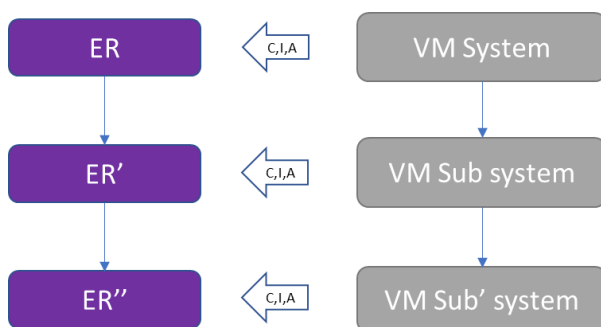 ER
C,I,A
VM System
ER’
C,I,A
VM Sub system
ER’’
C,I,A
VM Sub’ system